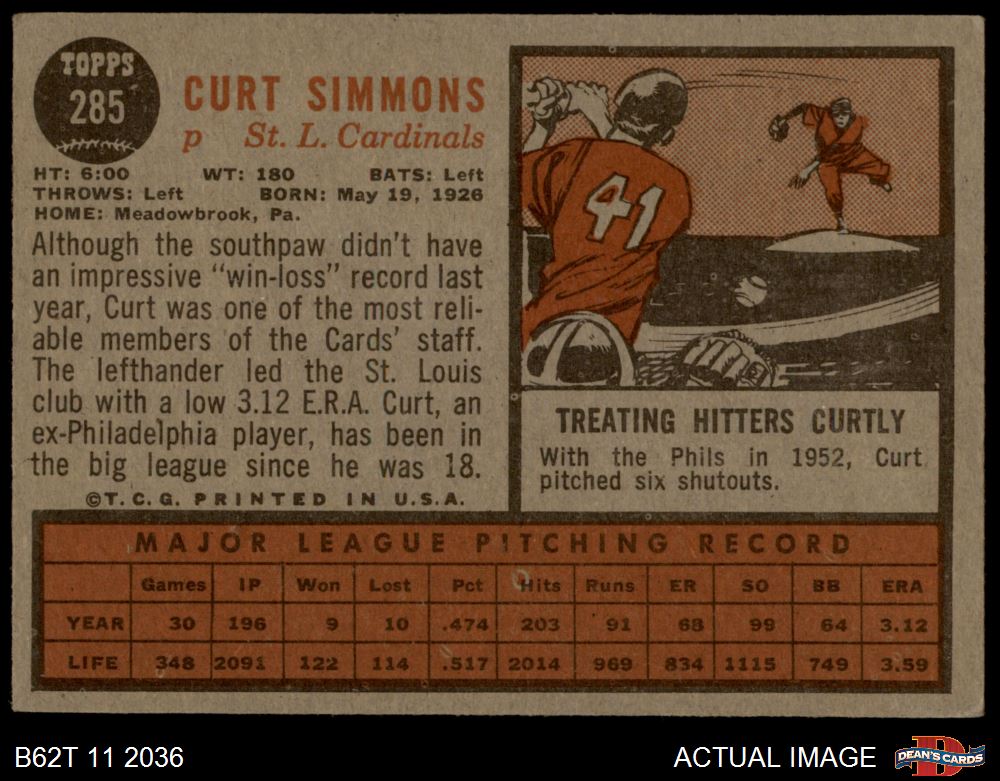 TOPPS
285
CURT SIMMONS
p St. L. Cardinals
HT: 6:00 WT: 180 BATS: Left
THROWS: Left BORN: May 19, 1926
HOME: Meadowbrook, Pa.
Although the southpaw didn't have
an impressive "win-loss" record last
year, Curt was one of the most reli-
able members of the Cards' staff.
The lefthander led the St. Louis
club with a low 3.12 E.R.A. Curt, an
ex-Philadelphia player, has been in
the big league since he was 18.
©T.C.G. PRINTED IN U.S.A.
41
TREATING HITTERS CURTLY
With the Phils in 1952, Curt
pitched six shutouts.
MAJOR LEAGUE PITCHING RECORD
Games IP Won Lost Pct Hits Runs ER SO BB ERA
YEAR 30 196 9 10 .474 203 91 68 99 64 3.12
LIFE 348 2091 122 114 .517 2014 969 834 1115 749 3.59
B62T 11 2036
ACTUAL IMAGE
D
DEAN'S CARDS